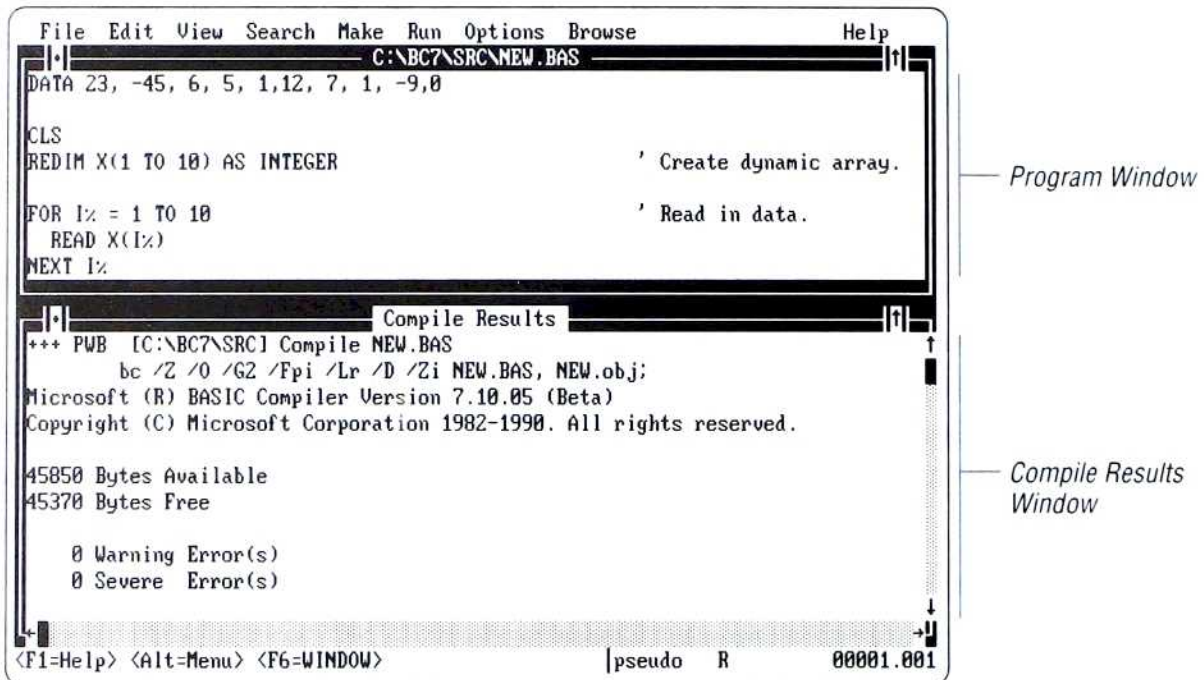 File Edit View Search Make Run Options Browse Help
C:\BC7\SRC\NEW.BAS
DATA 23, -45, 6, 5, 1,12, 7, 1, -9,0
CLS
REDIM X(1 TO 10) AS INTEGER ' Create dynamic array.
FOR I% = 1 TO 10 ' Read in data.
READ X(I%)
NEXT I%
Program Window
Compile Results
+++ PWB [C:\BC7\SRC] Compile NEW.BAS
bc /Z /O /G2 /Fpi /Lr /D /Zi NEW.BAS, NEW.obj;
Microsoft (R) BASIC Compiler Version 7.10.05 (Beta)
Copyright (C) Microsoft Corporation 1982-1990. All rights reserved.
45850 Bytes Available
45370 Bytes Free
0 Warning Error(s)
0 Severe Error(s)
Compile Results
Window
<F1=Help> <Alt=Menu> <F6=WINDOW> pseudo R 00001.001